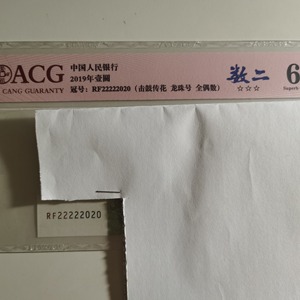 ACG
CANG GUARANTY
中国人民银行
2019年壹圆
冠号：RF22222020（击鼓传花 龙珠号 全偶数）
数二
☆☆☆
6
Superb
RF22222020